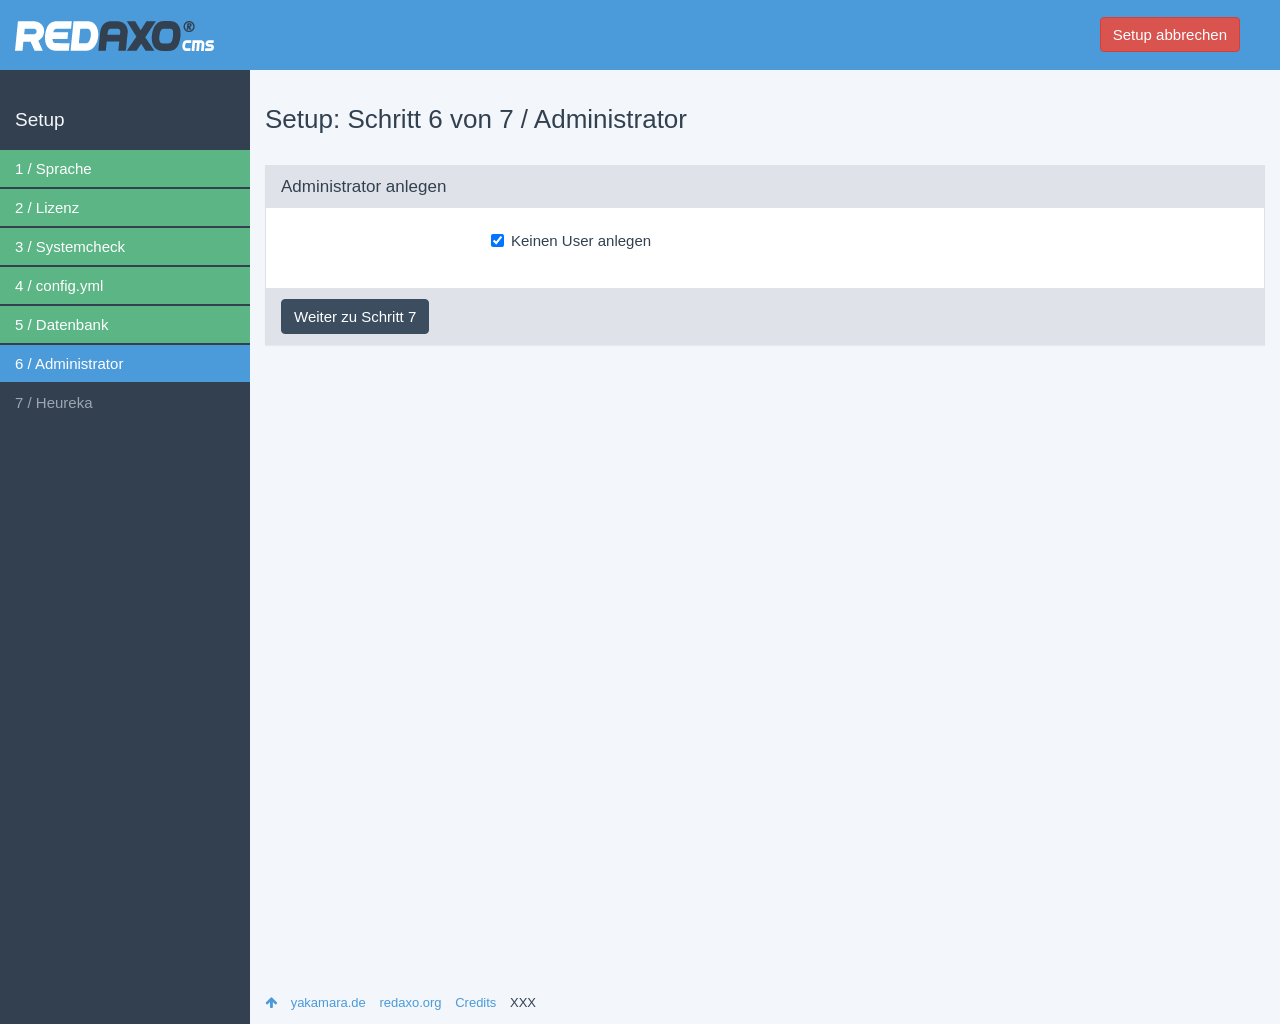 REDAXO® cms
Setup abbrechen
Setup
1 / Sprache
2 / Lizenz
3 / Systemcheck
4 / config.yml
5 / Datenbank
6 / Administrator
7 / Heureka
Setup: Schritt 6 von 7 / Administrator
Administrator anlegen
Keinen User anlegen
Weiter zu Schritt 7
yakamara.de redaxo.org Credits XXX